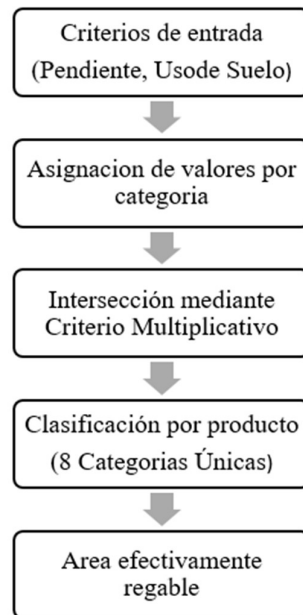 Criterios de entrada
(Pendiente, Usode Suelo)
Asignacion de valores por
categoria
Intersección mediante
Criterio Multiplicativo
Clasificación por producto
(8 Categorias Únicas)
Area efectivamente
regable